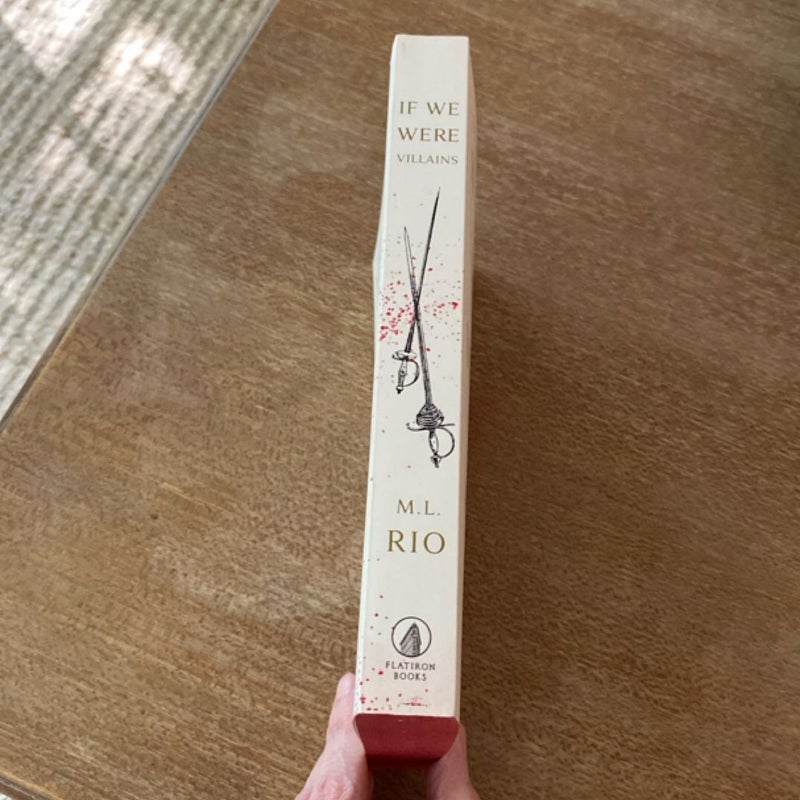 IF WE
WERE
VILLAINS
M.L.
RIO
FLATIRON
BOOKS